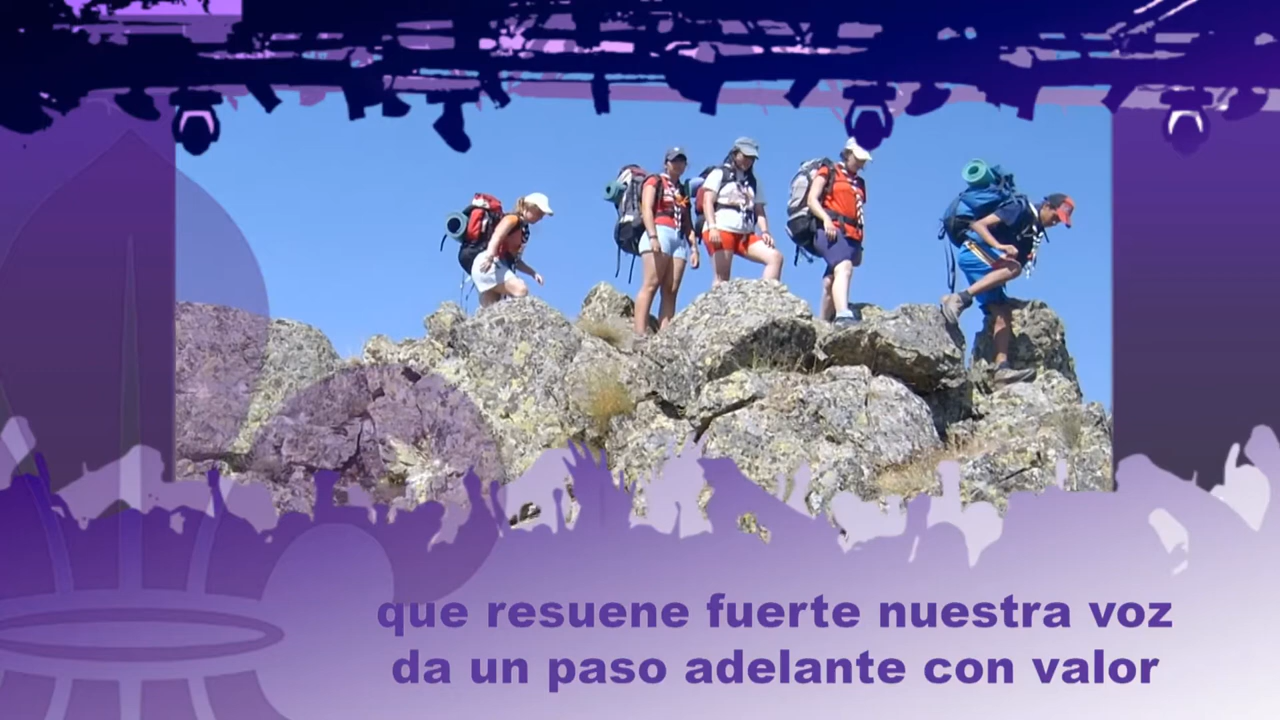 que resuene fuerte nuestra voz
da un paso adelante con valor